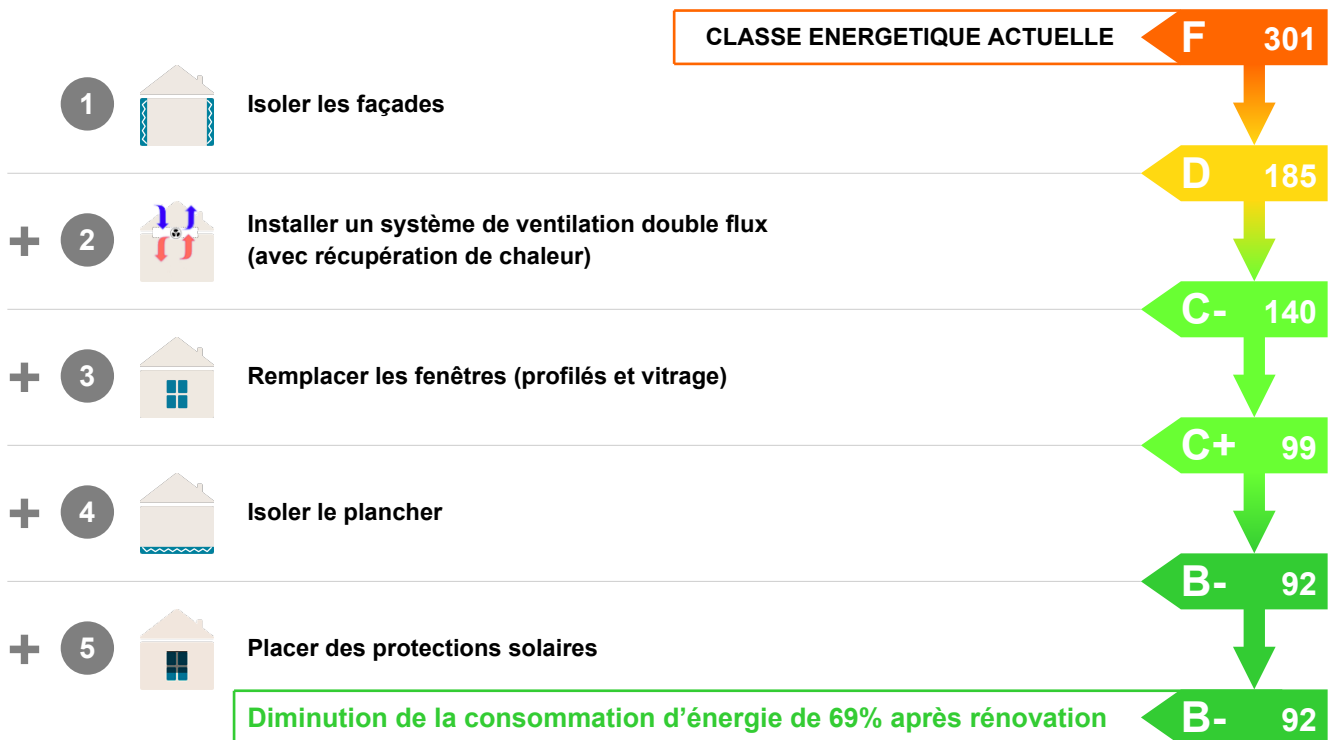 CLASSE ENERGETIQUE ACTUELLE F 301
1 Isoler les façades
D 185
+ 2 Installer un système de ventilation double flux
(avec récupération de chaleur)
C- 140
+ 3 Remplacer les fenêtres (profilés et vitrage)
C+ 99
+ 4 Isoler le plancher
B- 92
+ 5 Placer des protections solaires
Diminution de la consommation d’énergie de 69% après rénovation B- 92